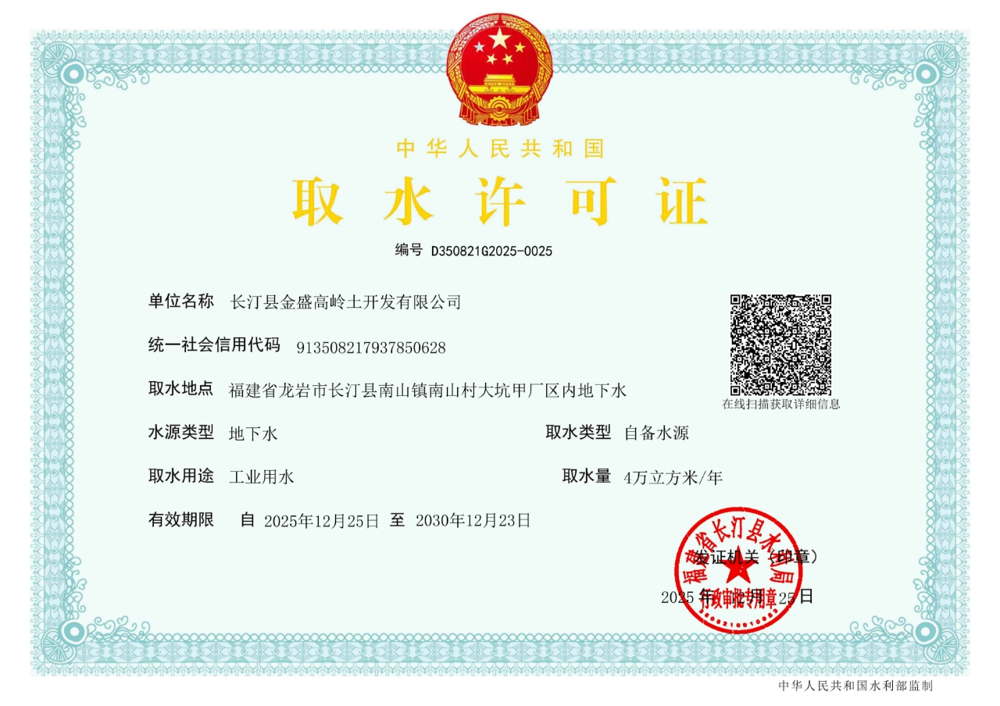 中华人民共和国
取水许可证
编号 D350821G2025-0025
单位名称 长汀县金盛高岭土开发有限公司
统一社会信用代码 913508217937850628
取水地点 福建省龙岩市长汀县南山镇南山村大坑甲厂区内地下水
在线扫描获取详细信息
水源类型 地下水 取水类型 自备水源
取水用途 工业用水 取水量 4万立方米/年
有效期限 自 2025年12月25日 至 2030年12月23日
福建省长汀县水利局
发证机关（印章）
2025 年 12 月 25 日
行政审批专用章
中华人民共和国水利部监制